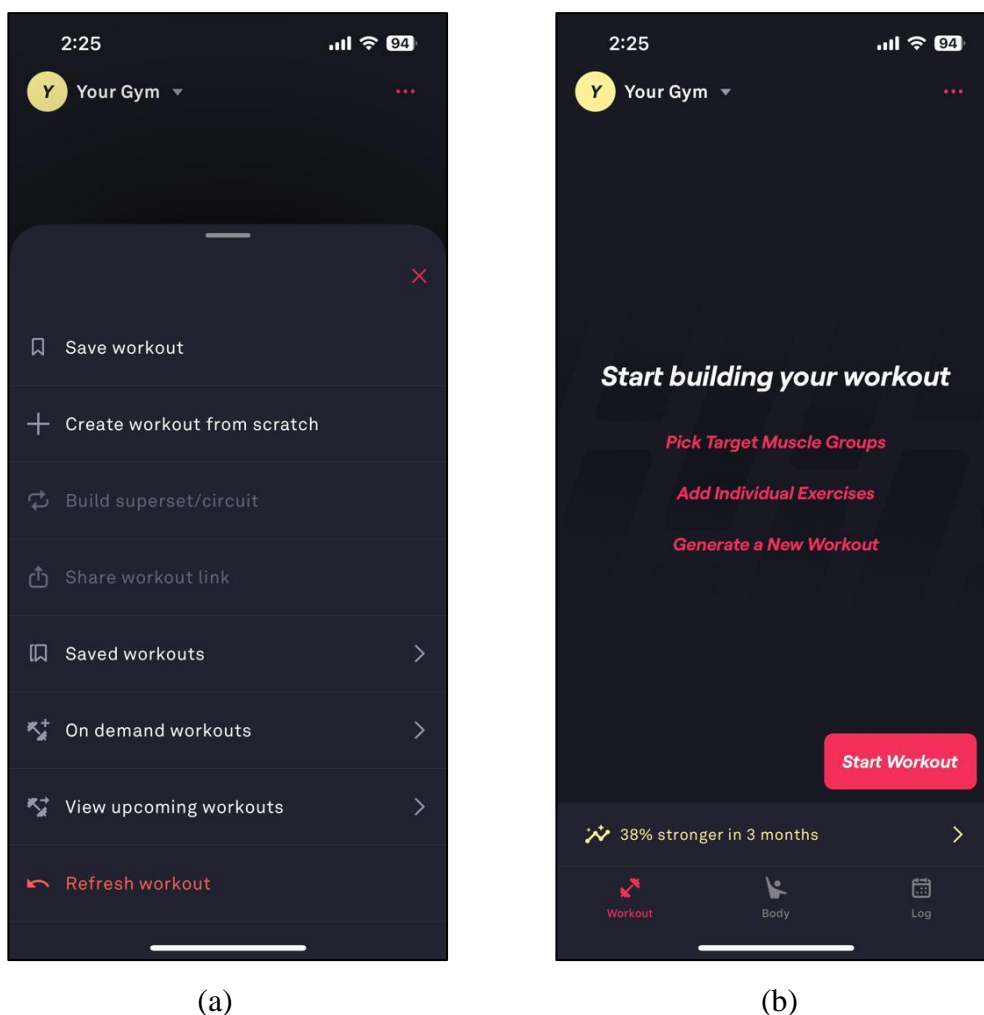 2:25
94
Y
Your Gym
Save workout
Create workout from scratch
Build superset/circuit
Share workout link
Saved workouts
On demand workouts
View upcoming workouts
Refresh workout
(a)
2:25
94
Y
Your Gym
Start building your workout
Pick Target Muscle Groups
Add Individual Exercises
Generate a New Workout
Start Workout
38% stronger in 3 months
Workout
Body
Log
(b)